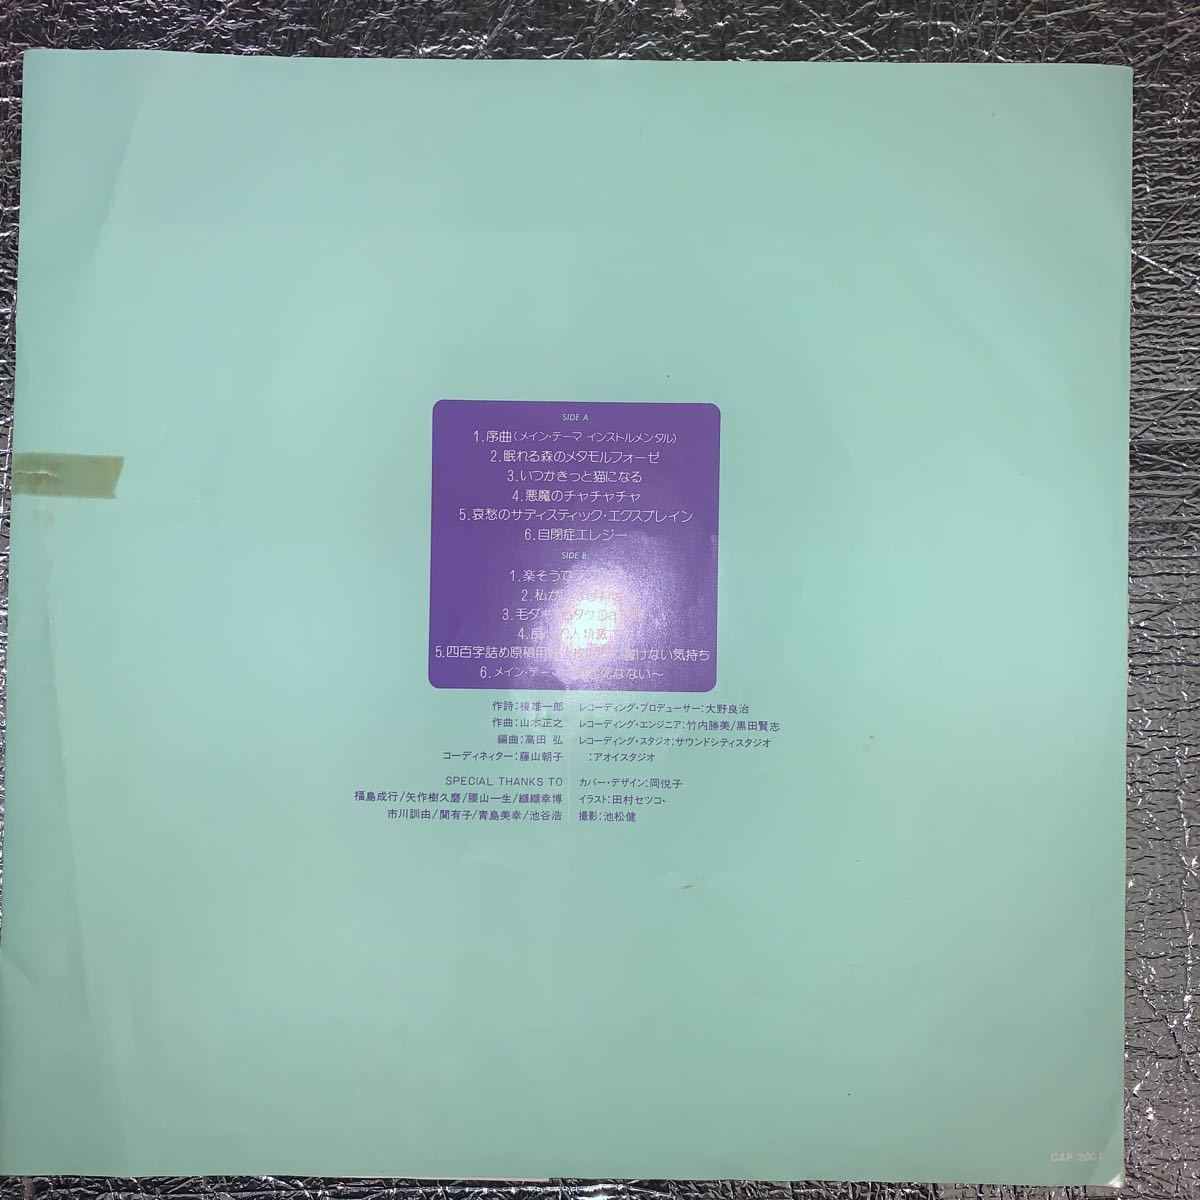 SIDE A
1.序曲(メイン・テーマ インストルメンタル)
2.眠れる森のメタモルフォーゼ
3.いつかきっと猫になる
4.悪魔のチャチャチャ
5.哀愁のサディスティック・エクスプレイン
6.自閉症エレジー
SIDE B
1.楽そうで
2.私が
3.モダ
4.良
5.四百字詰め原稿用 書けない気持ち
6.メイン・テーマ 死なない〜
作詩:榎雄一郎 レコーディング・プロデューサー:大野良治
作曲:山本正之 レコーディング・エンジニア:竹内勝美/黒田賢志
編曲:高田 弘 レコーディング・スタジオ:サウンドシティスタジオ
コーディネイター:藤山朝子 :アオイスタジオ
SPECIAL THANKS TO カバー・デザイン:岡悦子
福島成行/矢作樹久磨/腰山一生/纐纈幸博 イラスト:田村セツコ
市川訓由/関有子/青島美幸/池谷浩 撮影:池松健
CAP-2001